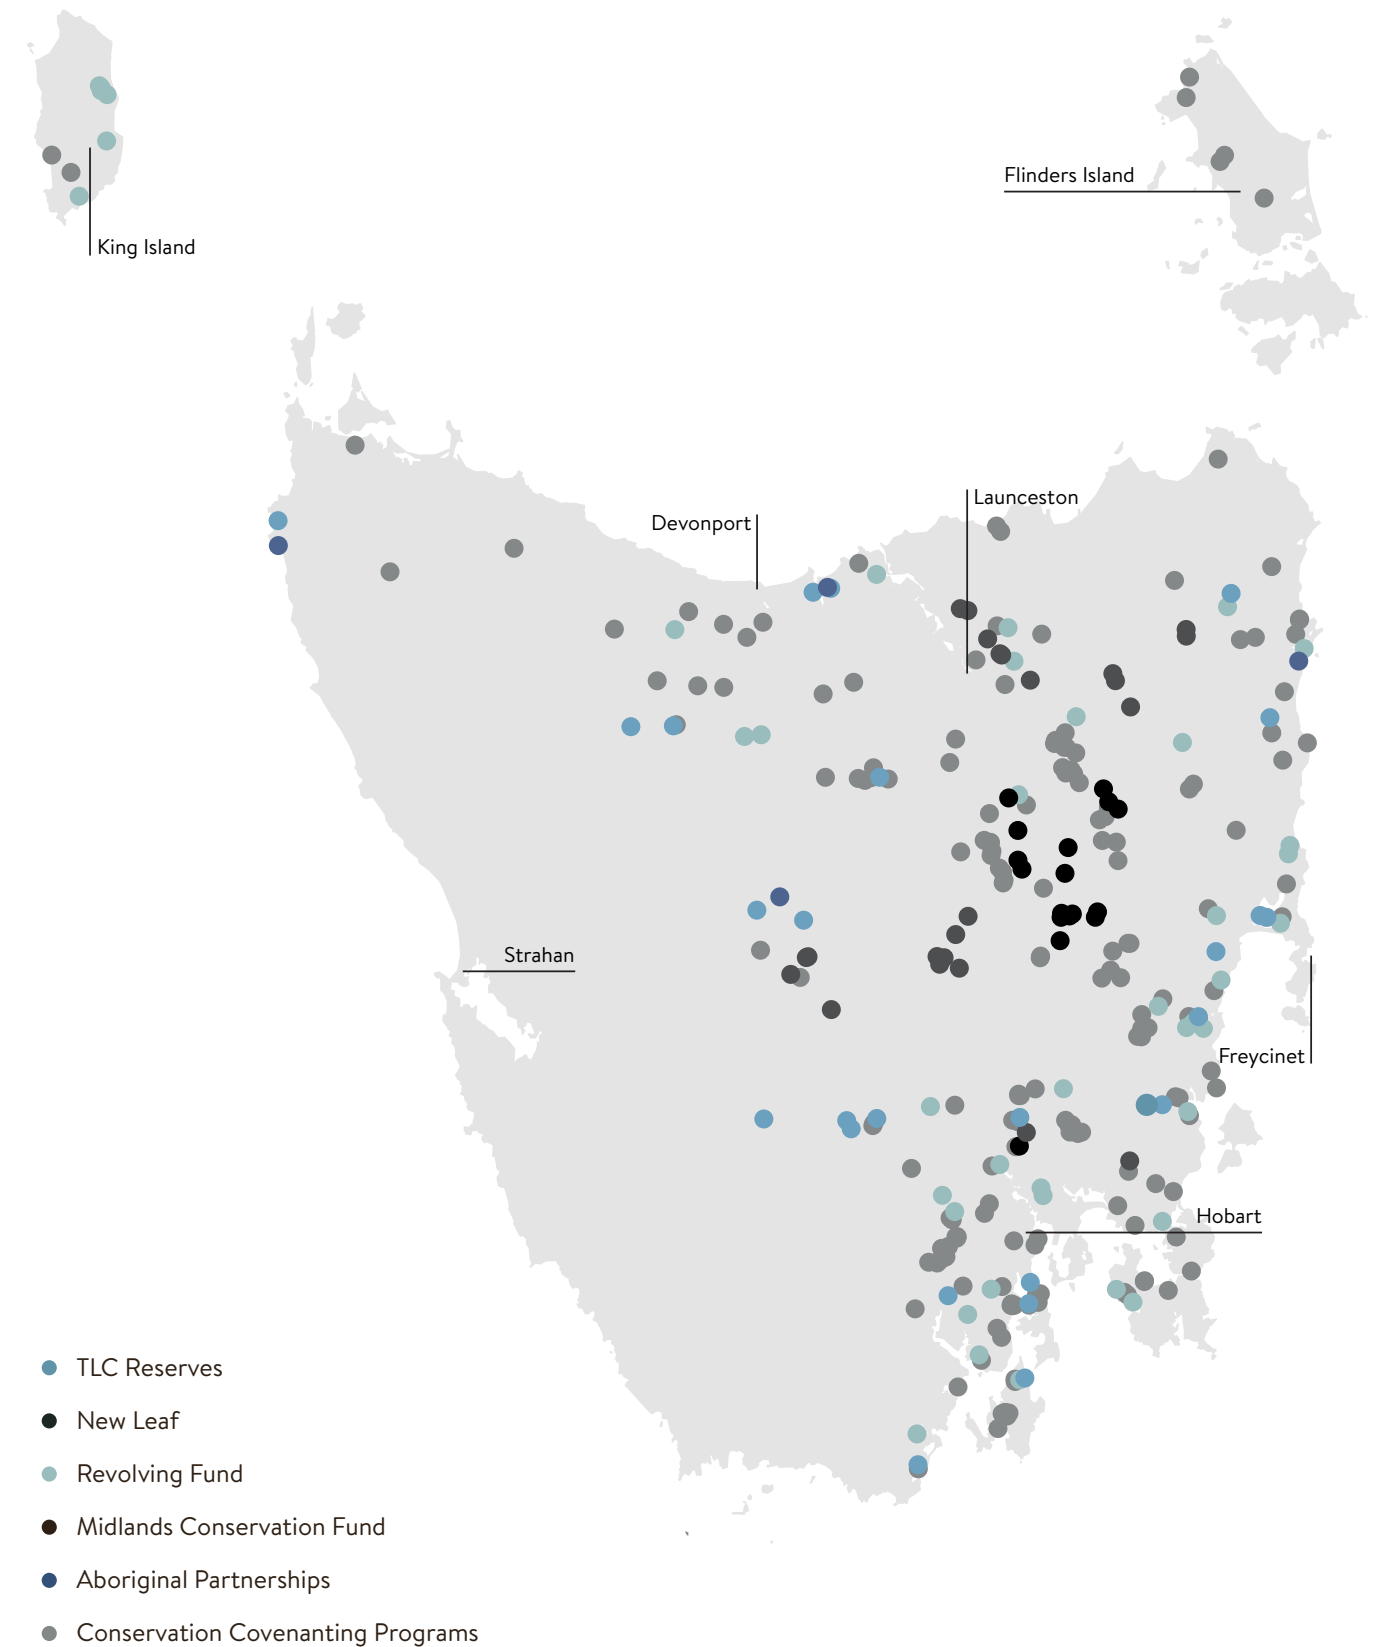 Flinders Island
King Island
Launceston
Devonport
Strahan
Freycinet
Hobart
TLC Reserves
New Leaf
Revolving Fund
Midlands Conservation Fund
Aboriginal Partnerships
Conservation Covenanting Programs